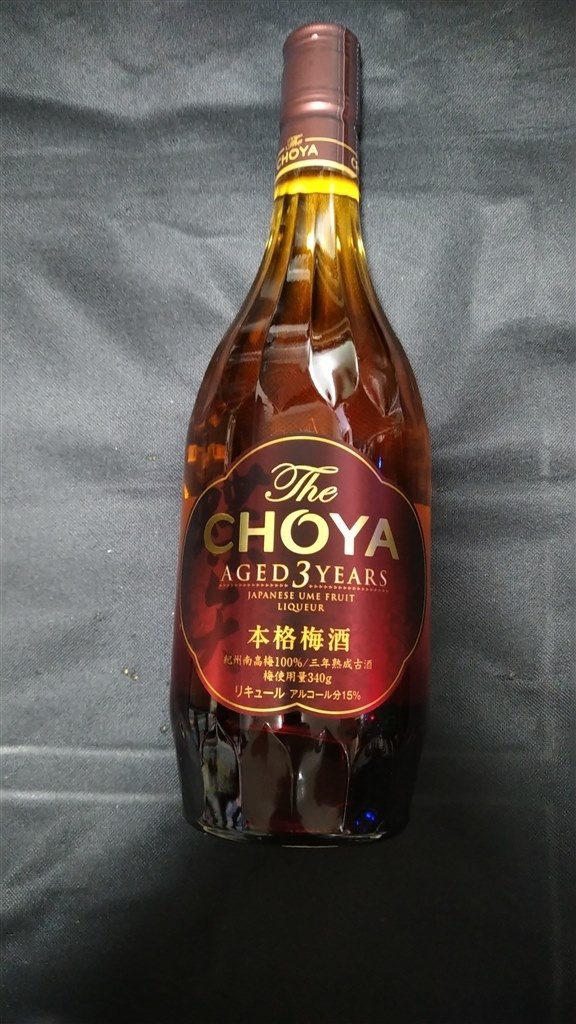 The
CHOYA
The
CHOYA
AGED 3 YEARS
JAPANESE UME FRUIT
LIQUEUR
本格梅酒
紀州南高梅100%/三年熟成古酒
梅使用量340g
リキュール アルコール分15%